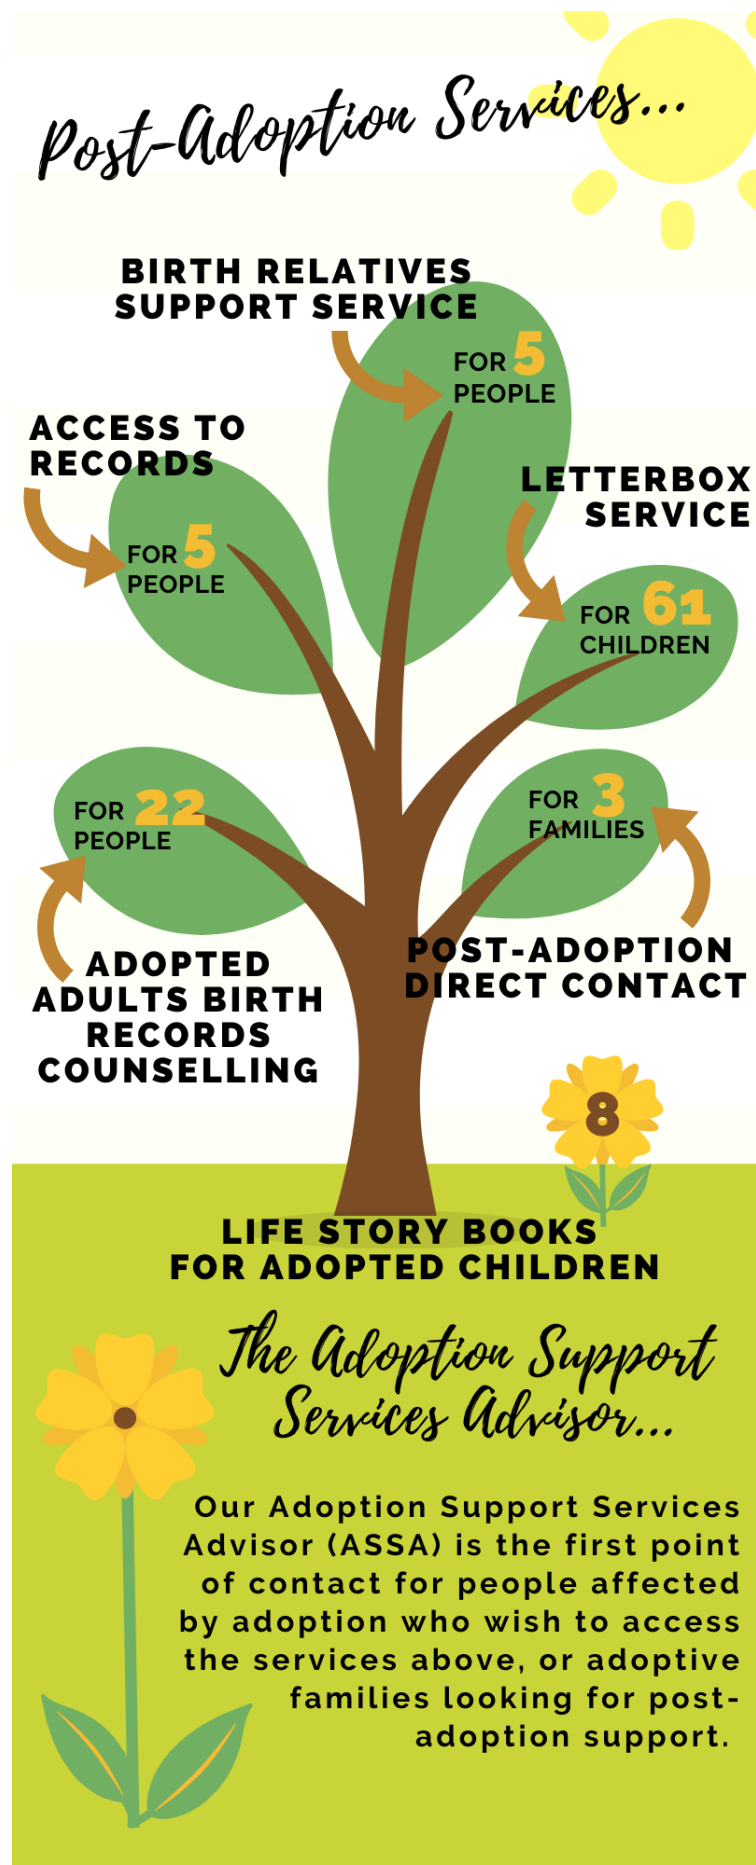 Post-Adoption Services...
BIRTH RELATIVES
SUPPORT SERVICE
FOR 5
PEOPLE
ACCESS TO
RECORDS
FOR 5
PEOPLE
LETTERBOX
SERVICE
FOR 61
CHILDREN
FOR 22
PEOPLE
ADOPTED
ADULTS BIRTH
RECORDS
COUNSELLING
FOR 3
FAMILIES
POST-ADOPTION
DIRECT CONTACT
8
LIFE STORY BOOKS
FOR ADOPTED CHILDREN
The Adoption Support
Services Advisor...
Our Adoption Support Services
Advisor (ASSA) is the first point
of contact for people affected
by adoption who wish to access
the services above, or adoptive
families looking for post-
adoption support.